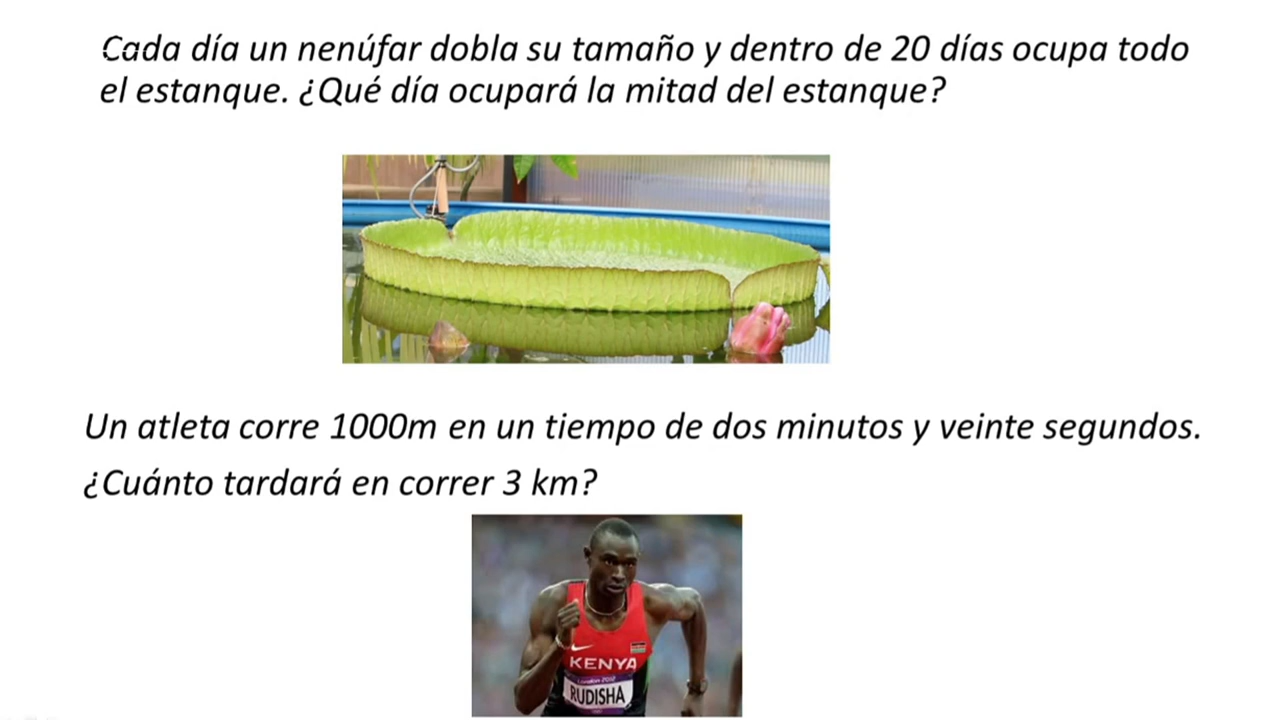 Cada día un nenúfar dobla su tamaño y dentro de 20 días ocupa todo
el estanque. ¿Qué día ocupará la mitad del estanque?
Un atleta corre 1000m en un tiempo de dos minutos y veinte segundos.
¿Cuánto tardará en correr 3 km?
KENYA
London 2012
RUDISHA